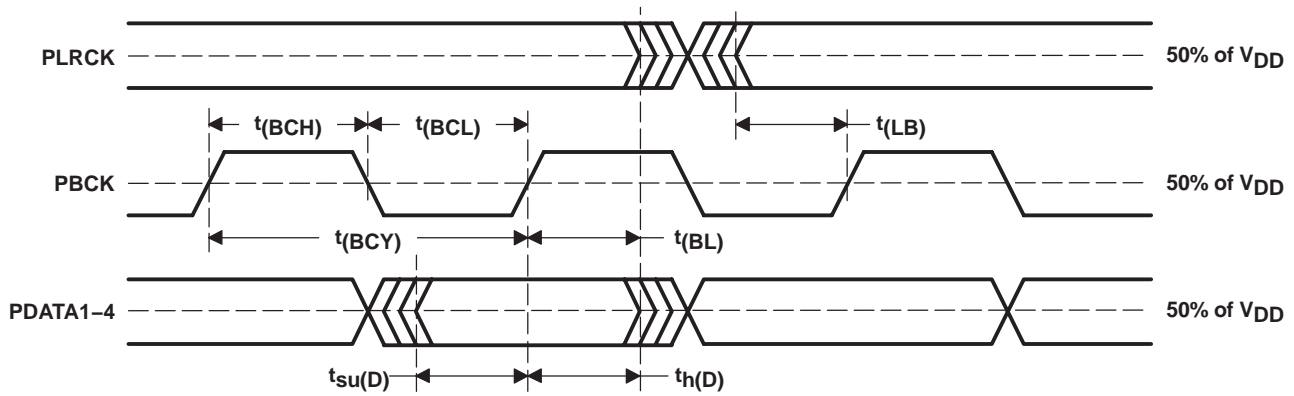 PLRCK
50% of VDD
t(BCH)
t(BCL)
t(LB)
PBCK
50% of VDD
t(BCY)
t(BL)
PDATA1–4
50% of VDD
tsu(D)
th(D)